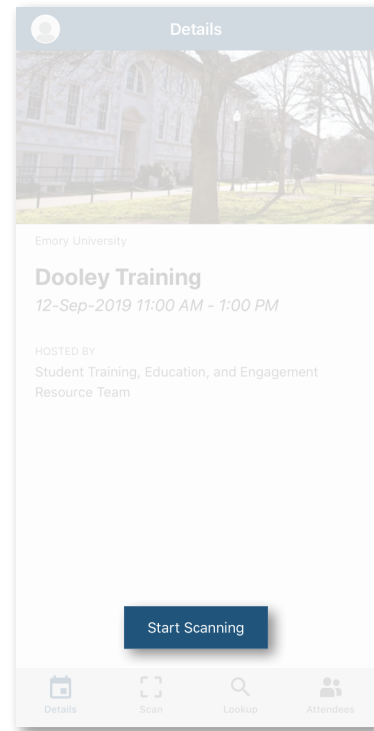 Details
Emory University
Dooley Training
12-Sep-2019 11:00 AM - 1:00 PM
HOSTED BY
Student Training, Education, and Engagement
Resource Team
Start Scanning
Details
Scan
Lookup
Attendees